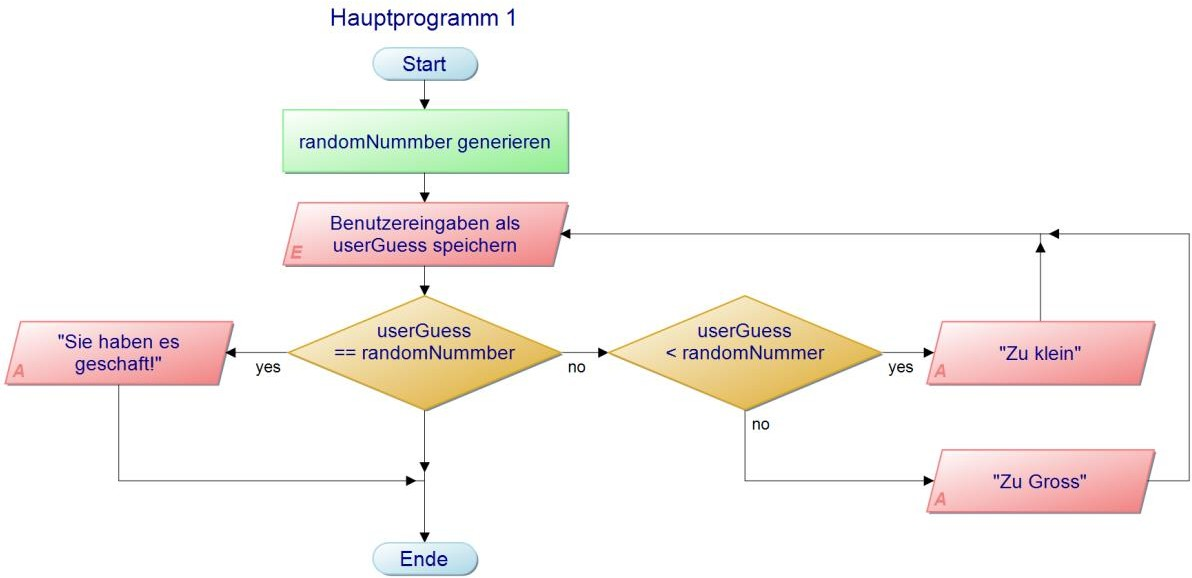 Hauptprogramm 1
Start
randomNummber generieren
Benutzereingaben als
userGuess speichern
E
userGuess
== randomNummber
yes
no
"Sie haben es
geschaft!"
A
userGuess
< randomNummer
yes
no
"Zu klein"
A
"Zu Gross"
A
Ende